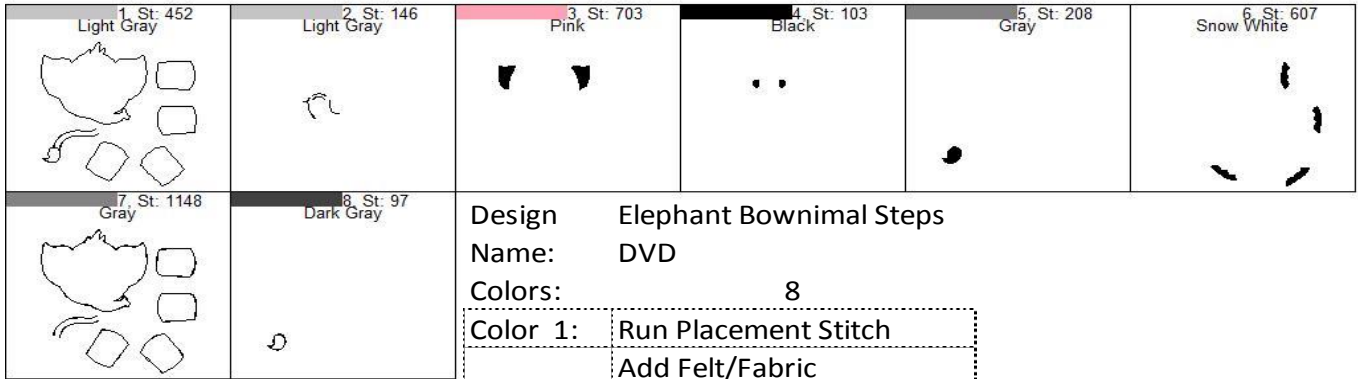 1, St: 452
Light Gray
2, St: 146
Light Gray
3, St: 703
Pink
4, St: 103
Black
5, St: 208
Gray
6, St: 607
Snow White
7, St: 1148
Gray
8, St: 97
Dark Gray
Design Elephant Bownimal Steps
Name: DVD
Colors: 8
Color 1: Run Placement Stitch
Add Felt/Fabric